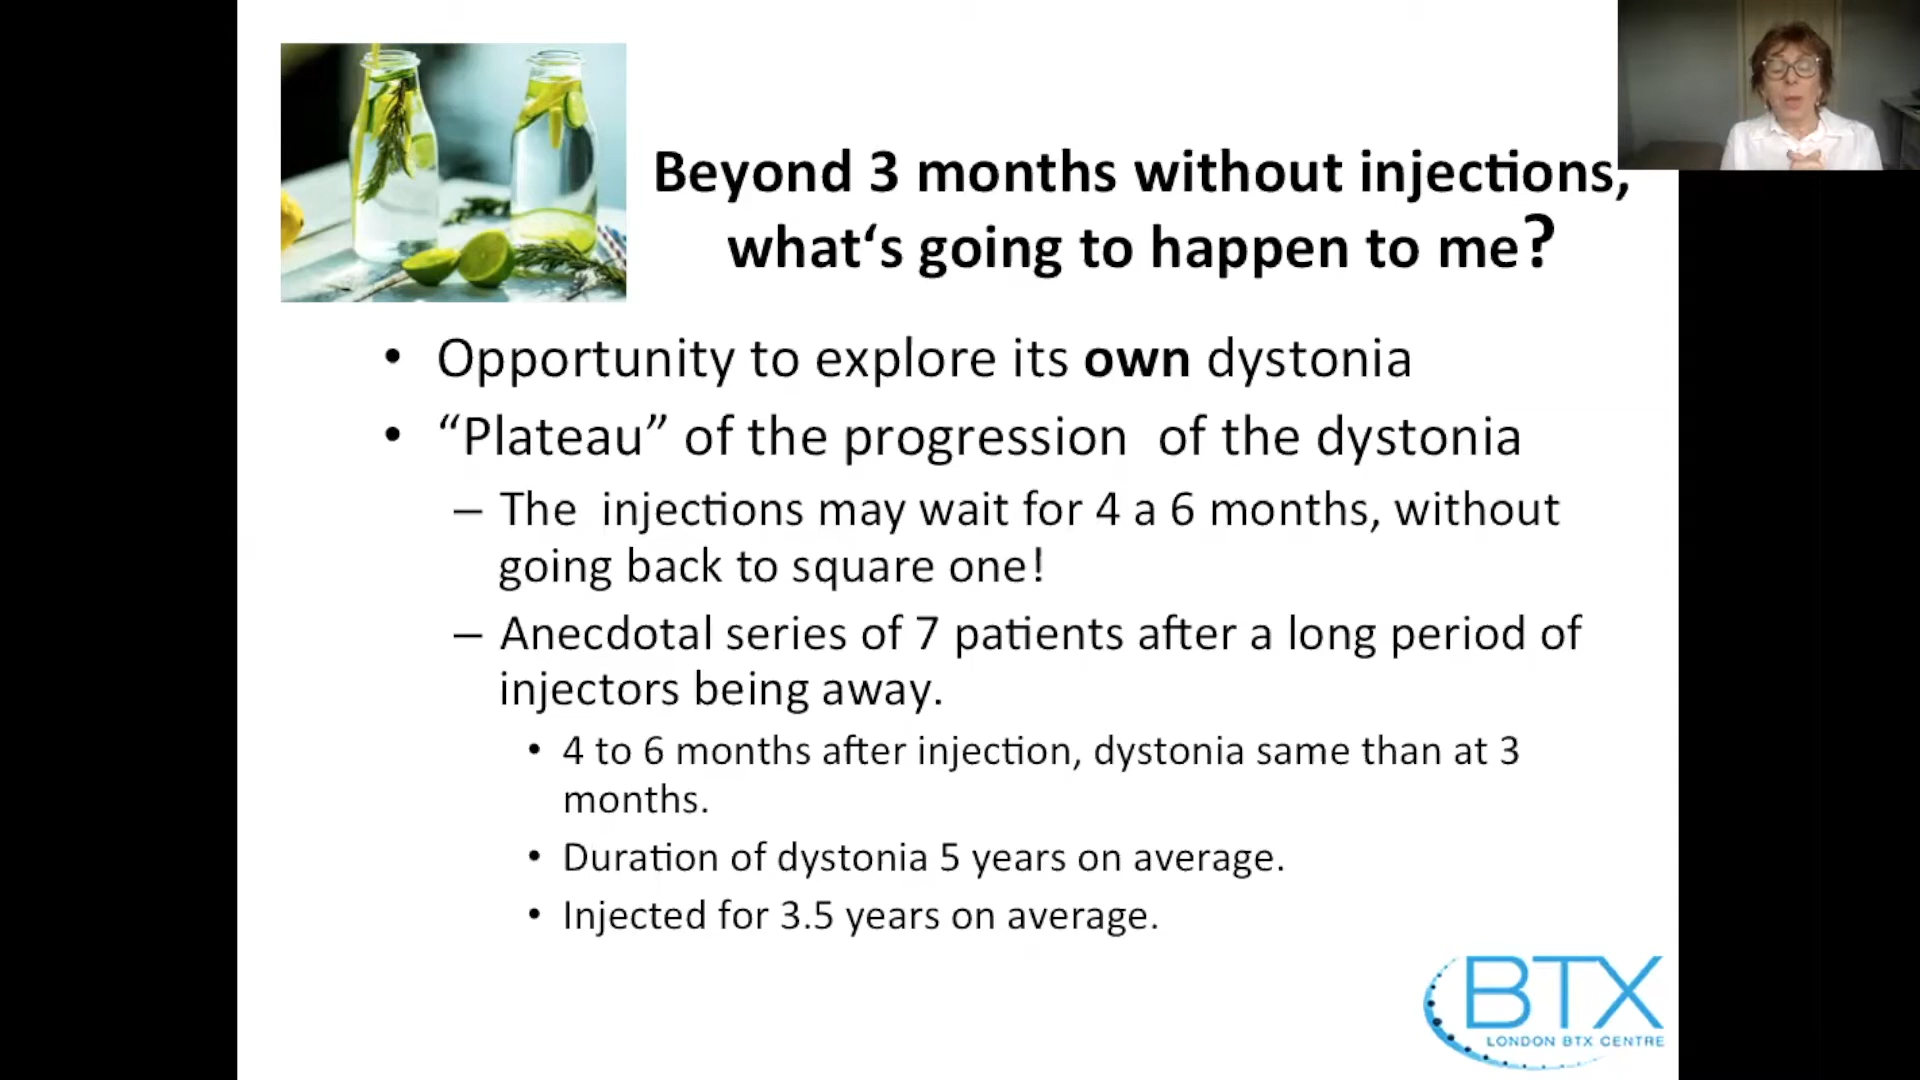 Beyond 3 months without injections,
what‘s going to happen to me?
• Opportunity to explore its own dystonia
• “Plateau” of the progression  of the dystonia
– The  injections may wait for 4 a 6 months, without
going back to square one!
– Anecdotal series of 7 patients after a long period of
injectors being away.
• 4 to 6 months after injection, dystonia same than at 3
months.
• Duration of dystonia 5 years on average.
• Injected for 3.5 years on average.
BTX
LONDON BTX CENTRE